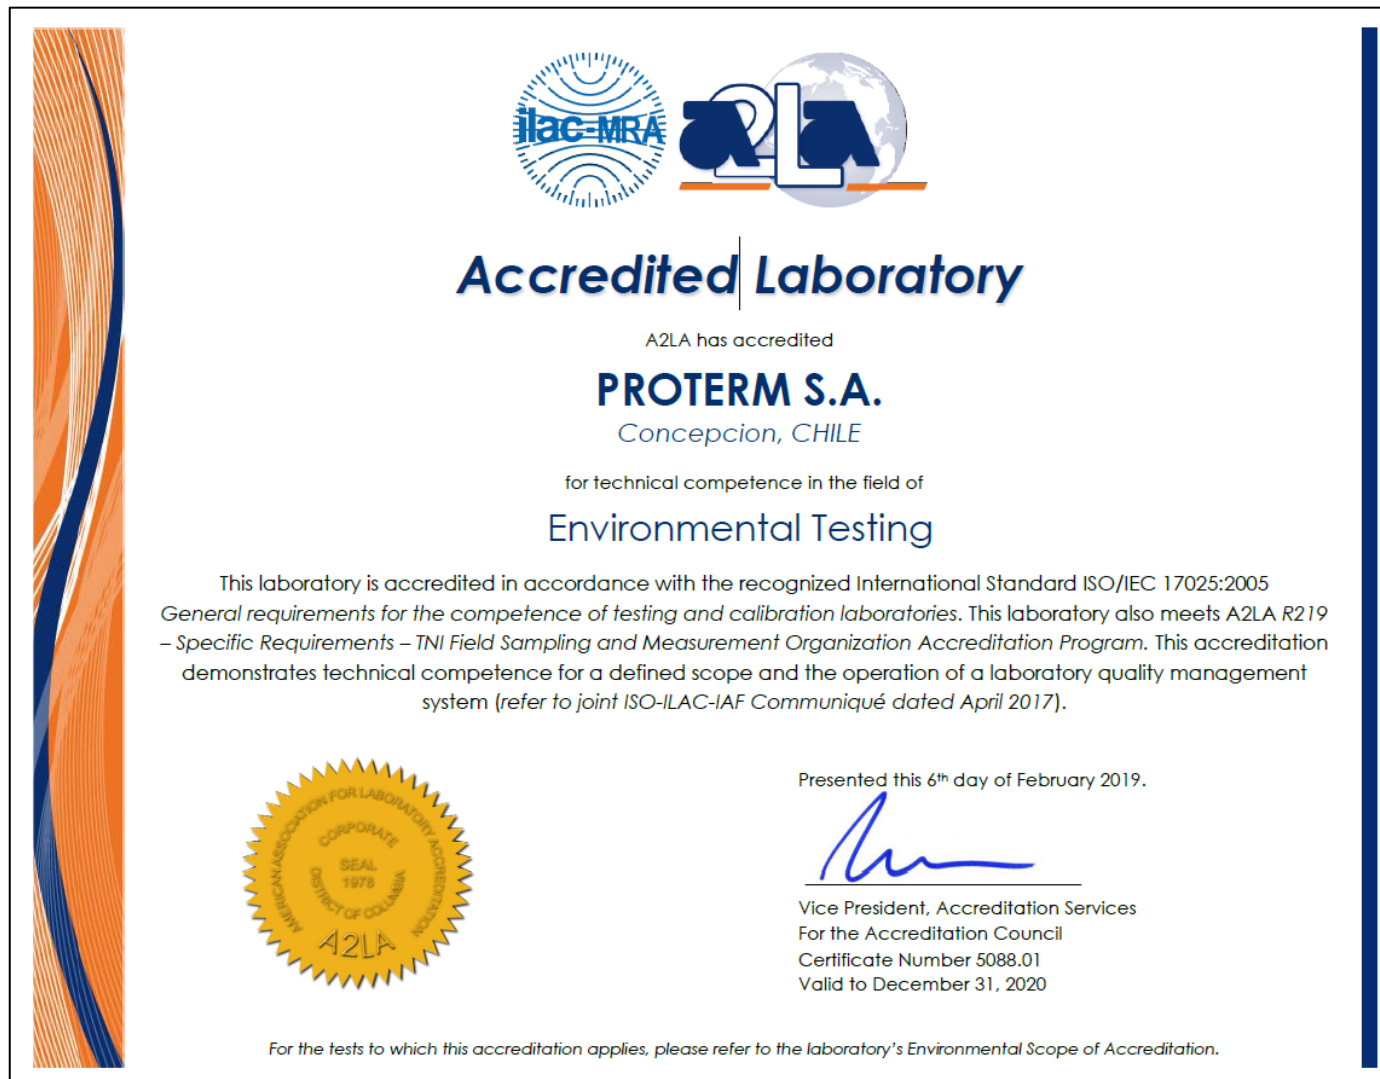 ilac-MRA
a2La
Accredited Laboratory
A2LA has accredited
PROTERM S.A.
Concepcion, CHILE
for technical competence in the field of
Environmental Testing
This laboratory is accredited in accordance with the recognized International Standard ISO/IEC 17025:2005
General requirements for the competence of testing and calibration laboratories. This laboratory also meets A2LA R219
– Specific Requirements – TNI Field Sampling and Measurement Organization Accreditation Program. This accreditation
demonstrates technical competence for a defined scope and the operation of a laboratory quality management
system (refer to joint ISO-ILAC-IAF Communiqué dated April 2017).
AMERICAN ASSOCIATION FOR LABORATORY ACCREDITATION
CORPORATE
SEAL
1978
DISTRICT OF COLUMBIA
A2LA
Presented this 6th day of February 2019.
Vice President, Accreditation Services
For the Accreditation Council
Certificate Number 5088.01
Valid to December 31, 2020
For the tests to which this accreditation applies, please refer to the laboratory’s Environmental Scope of Accreditation.